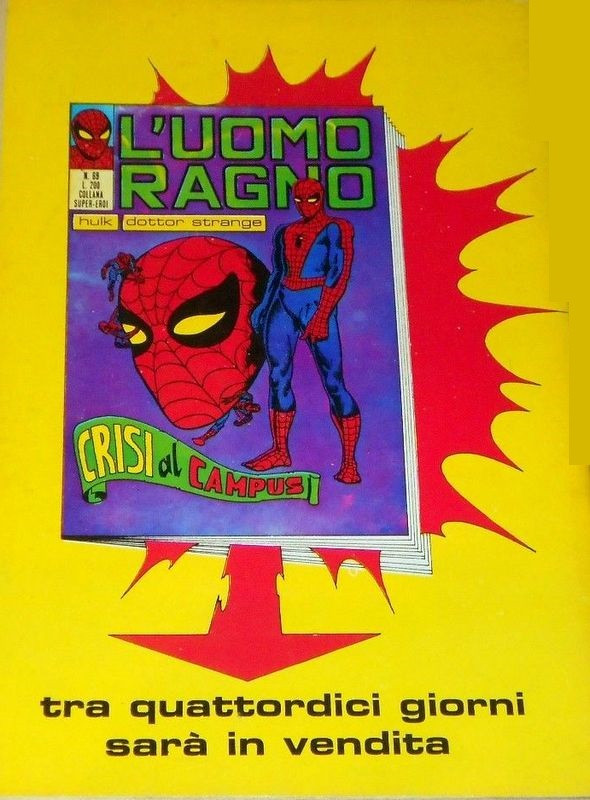 L'UOMO
RAGNO
N. 69
L. 200
COLLANA
SUPER-EROI
hulk dottor strange
CRISI al CAMPUS
tra quattordici giorni
sarà in vendita